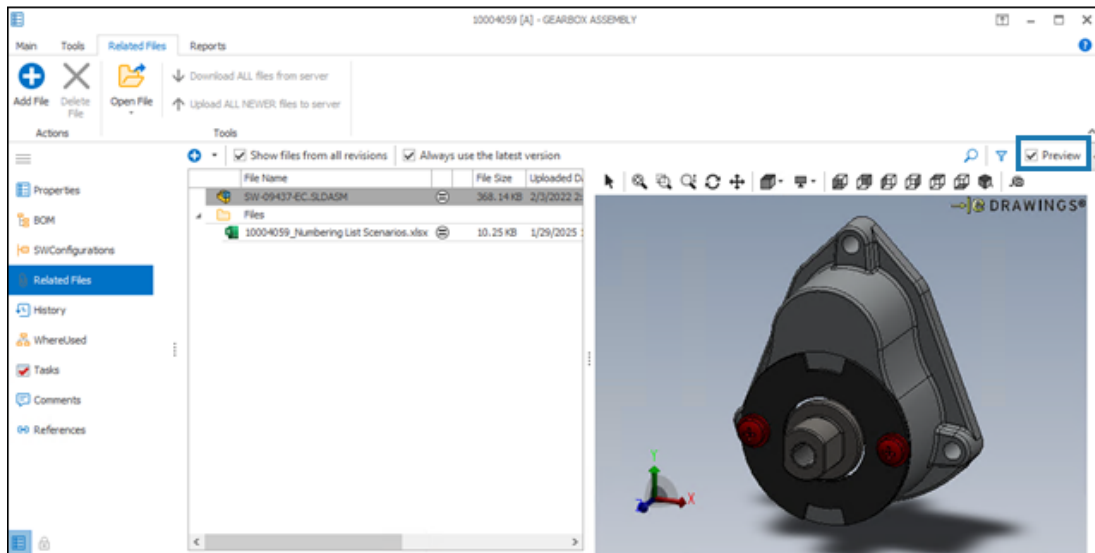 10004059 [A] - GEARBOX ASSEMBLY
Main Tools Related Files Reports
Add File
Delete File
Open File
Download ALL files from server
Upload ALL NEWER files to server
Actions
Tools
Show files from all revisions Always use the latest version Preview
Properties
BOM
SWConfigurations
Related Files
History
WhereUsed
Tasks
Comments
References
File Name File Size Uploaded
SW-09437-EC.SLDASM 368.14 KB 2/3/2022
Files
10004059_Numbering List Scenarios.xlsx 10.25 KB 1/29/2025
DRAWINGS®
Y
X